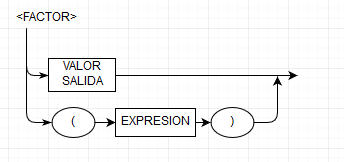 <FACTOR>
VALOR
SALIDA
( EXPRESION )